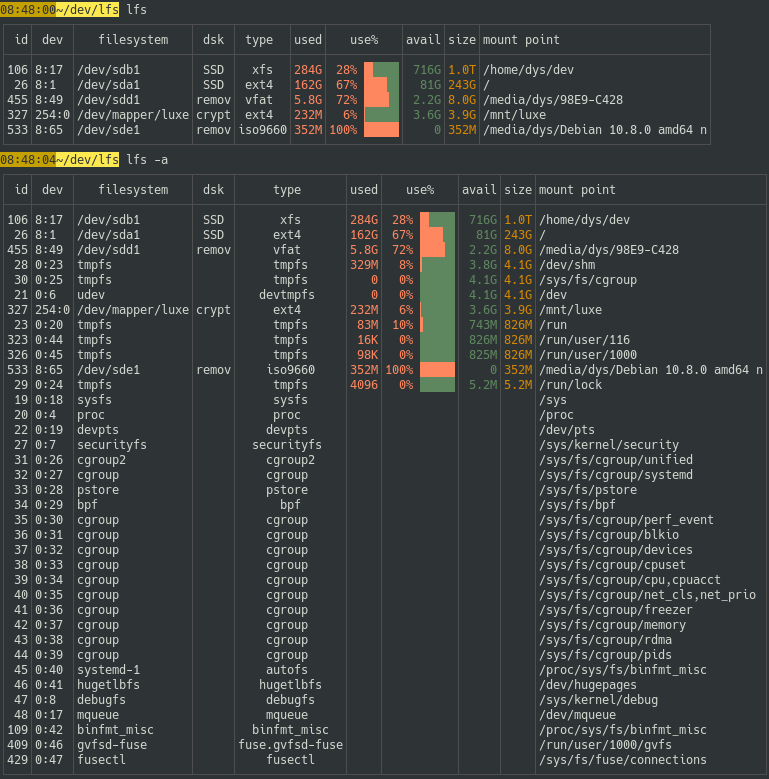 08:48:00~/dev/lfs lfs
id dev filesystem dsk type used use% avail size mount point
106 8:17 /dev/sdb1 SSD xfs 284G 28% 716G 1.0T /home/dys/dev
26 8:1 /dev/sda1 SSD ext4 162G 67% 81G 243G /
455 8:49 /dev/sdd1 remov vfat 5.8G 72% 2.2G 8.0G /media/dys/98E9-C428
327 254:0 /dev/mapper/luxe crypt ext4 232M 6% 3.6G 3.9G /mnt/luxe
533 8:65 /dev/sde1 remov iso9660 352M 100% 0 352M /media/dys/Debian 10.8.0 amd64 n
08:48:04~/dev/lfs lfs -a
id dev filesystem dsk type used use% avail size mount point
106 8:17 /dev/sdb1 SSD xfs 284G 28% 716G 1.0T /home/dys/dev
26 8:1 /dev/sda1 SSD ext4 162G 67% 81G 243G /
455 8:49 /dev/sdd1 remov vfat 5.8G 72% 2.2G 8.0G /media/dys/98E9-C428
28 0:23 tmpfs tmpfs 329M 8% 3.8G 4.1G /dev/shm
30 0:25 tmpfs tmpfs 0 0% 4.1G 4.1G /sys/fs/cgroup
21 0:6 udev devtmpfs 0 0% 4.1G 4.1G /dev
327 254:0 /dev/mapper/luxe crypt ext4 232M 6% 3.6G 3.9G /mnt/luxe
23 0:20 tmpfs tmpfs 83M 10% 743M 826M /run
323 0:44 tmpfs tmpfs 16K 0% 826M 826M /run/user/116
326 0:45 tmpfs tmpfs 98K 0% 825M 826M /run/user/1000
533 8:65 /dev/sde1 remov iso9660 352M 100% 0 352M /media/dys/Debian 10.8.0 amd64 n
29 0:24 tmpfs tmpfs 4096 0% 5.2M 5.2M /run/lock
19 0:18 sysfs sysfs /sys
20 0:4 proc proc /proc
22 0:19 devpts devpts /dev/pts
27 0:7 securityfs securityfs /sys/kernel/security
31 0:26 cgroup2 cgroup2 /sys/fs/cgroup/unified
32 0:27 cgroup cgroup /sys/fs/cgroup/systemd
33 0:28 pstore pstore /sys/fs/pstore
34 0:29 bpf bpf /sys/fs/bpf
35 0:30 cgroup cgroup /sys/fs/cgroup/perf_event
36 0:31 cgroup cgroup /sys/fs/cgroup/blkio
37 0:32 cgroup cgroup /sys/fs/cgroup/devices
38 0:33 cgroup cgroup /sys/fs/cgroup/cpuset
39 0:34 cgroup cgroup /sys/fs/cgroup/cpu,cpuacct
40 0:35 cgroup cgroup /sys/fs/cgroup/net_cls,net_prio
41 0:36 cgroup cgroup /sys/fs/cgroup/freezer
42 0:37 cgroup cgroup /sys/fs/cgroup/memory
43 0:38 cgroup cgroup /sys/fs/cgroup/rdma
44 0:39 cgroup cgroup /sys/fs/cgroup/pids
45 0:40 systemd-1 autofs /proc/sys/fs/binfmt_misc
46 0:41 hugetlbfs hugetlbfs /dev/hugepages
47 0:8 debugfs debugfs /sys/kernel/debug
48 0:17 mqueue mqueue /dev/mqueue
109 0:42 binfmt_misc binfmt_misc /proc/sys/fs/binfmt_misc
409 0:46 gvfsd-fuse fuse.gvfsd-fuse /run/user/1000/gvfs
429 0:47 fusectl fusectl /sys/fs/fuse/connections